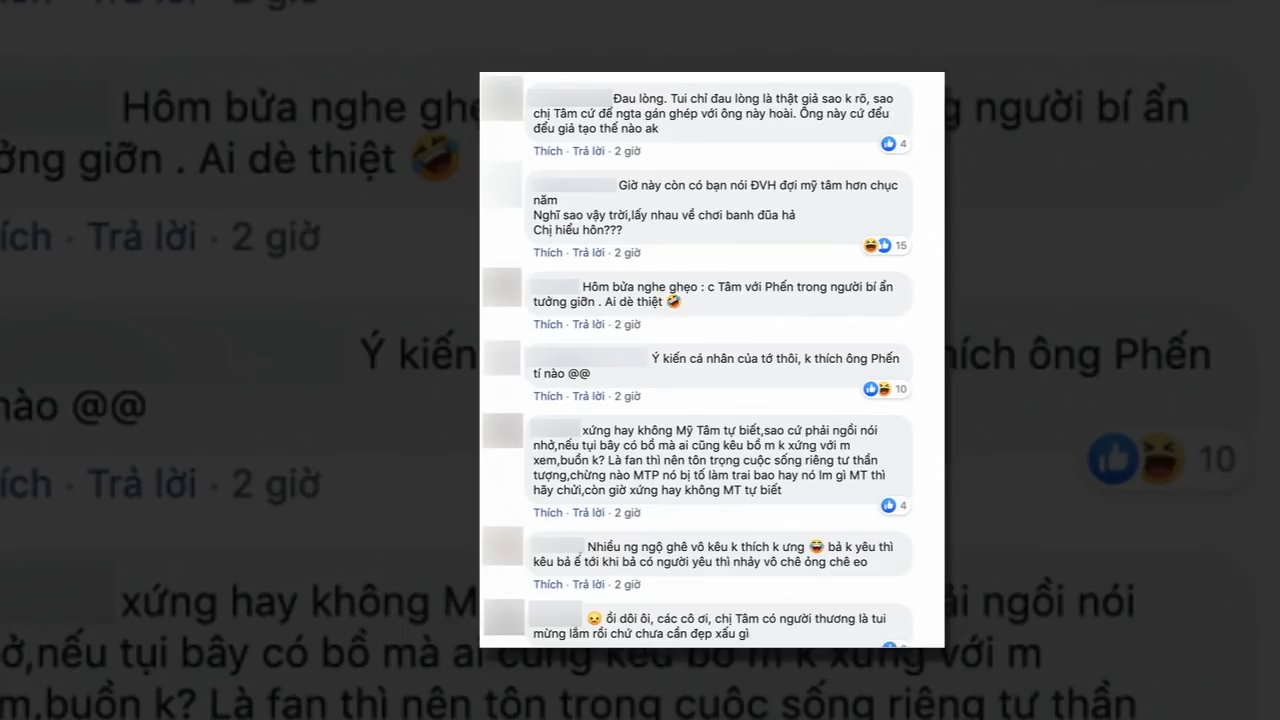 Hôm bửa nghe ghẹ
g người bí ẩn
ởng giỡn . Ai dè thiệt 🤣
ích · Trả lời · 2 giờ
Ý kiến
hích ông Phến
nào @@
10
ích · Trả lời · 2 giờ
xứng hay không M
ải ngồi nói
ở,nếu tụi bây có bồ mà ai cũng kêu bồ m k xứng với m
m,buồn k? Là fan thì nên tôn trọng cuộc sống riêng tư thần
Đau lòng. Tui chỉ đau lòng là thật giả sao k rõ, sao
chị Tâm cứ để ngta gán ghép với ông này hoài. Ông này cứ đểu
đểu giả tạo thế nào ak
4
Thích · Trả lời · 2 giờ
Giờ này còn có bạn nói ĐVH đợi mỹ tâm hơn chục
năm
Nghĩ sao vậy trời,lấy nhau về chơi banh đũa hả
Chị hiểu hôn???
15
Thích · Trả lời · 2 giờ
Hôm bửa nghe ghẹo : c Tâm với Phến trong người bí ẩn
tưởng giỡn . Ai dè thiệt 🤣
Thích · Trả lời · 2 giờ
Ý kiến cá nhân của tớ thôi, k thích ông Phến
tí nào @@
10
Thích · Trả lời · 2 giờ
xứng hay không Mỹ Tâm tự biết,sao cứ phải ngồi nói
nhở,nếu tụi bây có bồ mà ai cũng kêu bồ m k xứng với m
xem,buồn k? Là fan thì nên tôn trọng cuộc sống riêng tư thần
tượng,chừng nào MTP nó bị tố làm trai bao hay nó lm gì MT thì
hãy chửi,còn giờ xứng hay không MT tự biết
4
Thích · Trả lời · 2 giờ
Nhiều ng ngộ ghê vô kêu k thích k ưng 😂 bả k yêu thì
kêu bả ế tới khi bả có người yêu thì nhảy vô chê ỏng chê eo
Thích · Trả lời · 2 giờ
😣 ồi dôi ôi, các cô ơi, chị Tâm có người thương là tui
mừng lắm rồi chứ chưa cần đẹp xấu gì